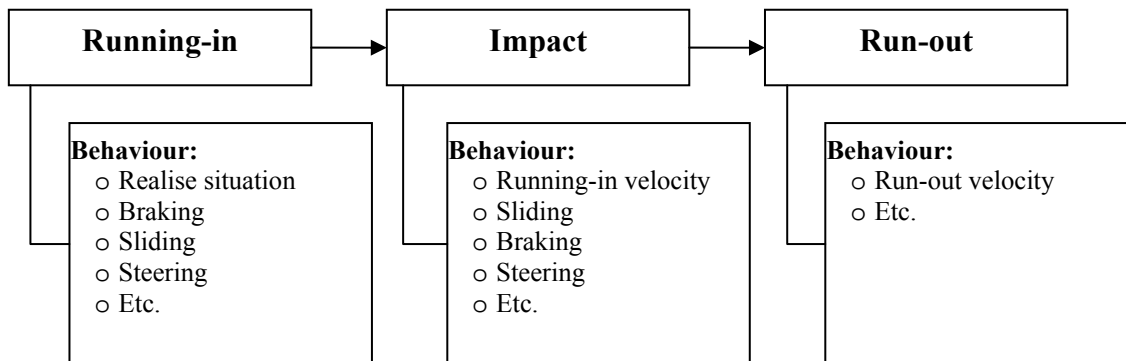 Running-in
Impact
Run-out
Behaviour:
o Realise situation
o Braking
o Sliding
o Steering
o Etc.
Behaviour:
o Running-in velocity
o Sliding
o Braking
o Steering
o Etc.
Behaviour:
o Run-out velocity
o Etc.